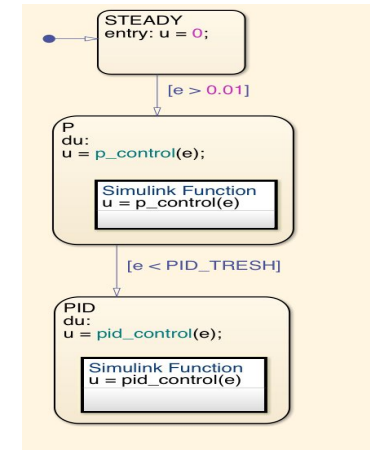 STEADY
entry: u = 0;
[e > 0.01]
P
du:
u = p_control(e);
Simulink Function
u = p_control(e)
[e < PID_TRESH]
PID
du:
u = pid_control(e);
Simulink Function
u = pid_control(e)